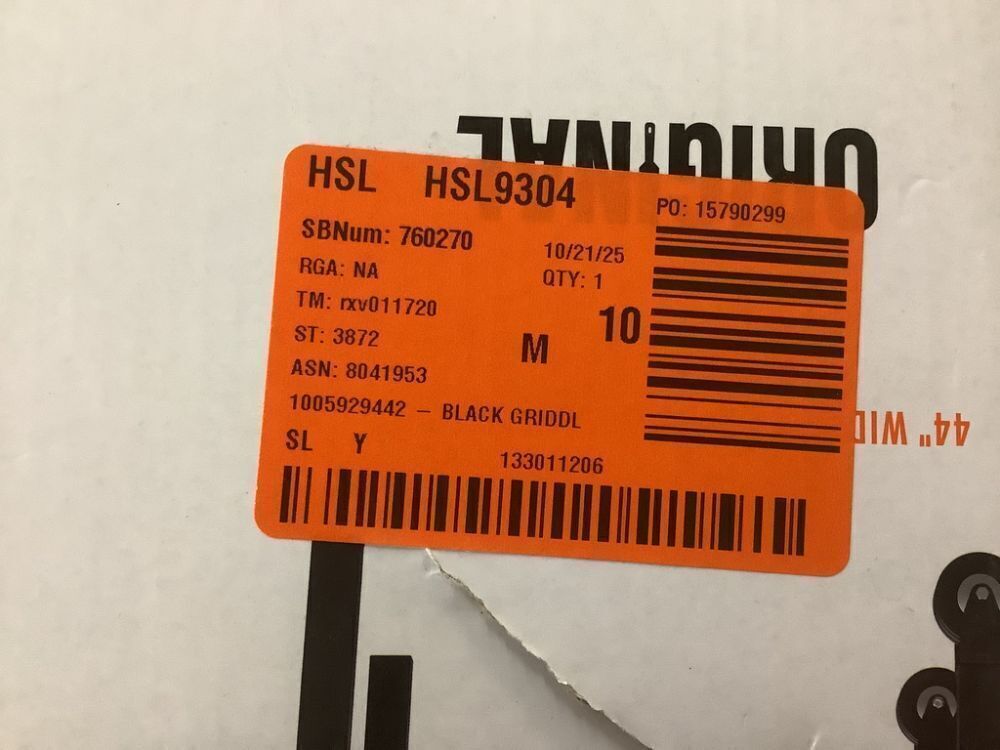 ORIGINAL
HSL HSL9304
PO: 15790299
SBNum: 760270
10/21/25
RGA: NA
QTY: 1
TM: rxv011720
10
ST: 3872
M
ASN: 8041953
1005929442 – BLACK GRIDDL
44" WID
SL Y
133011206